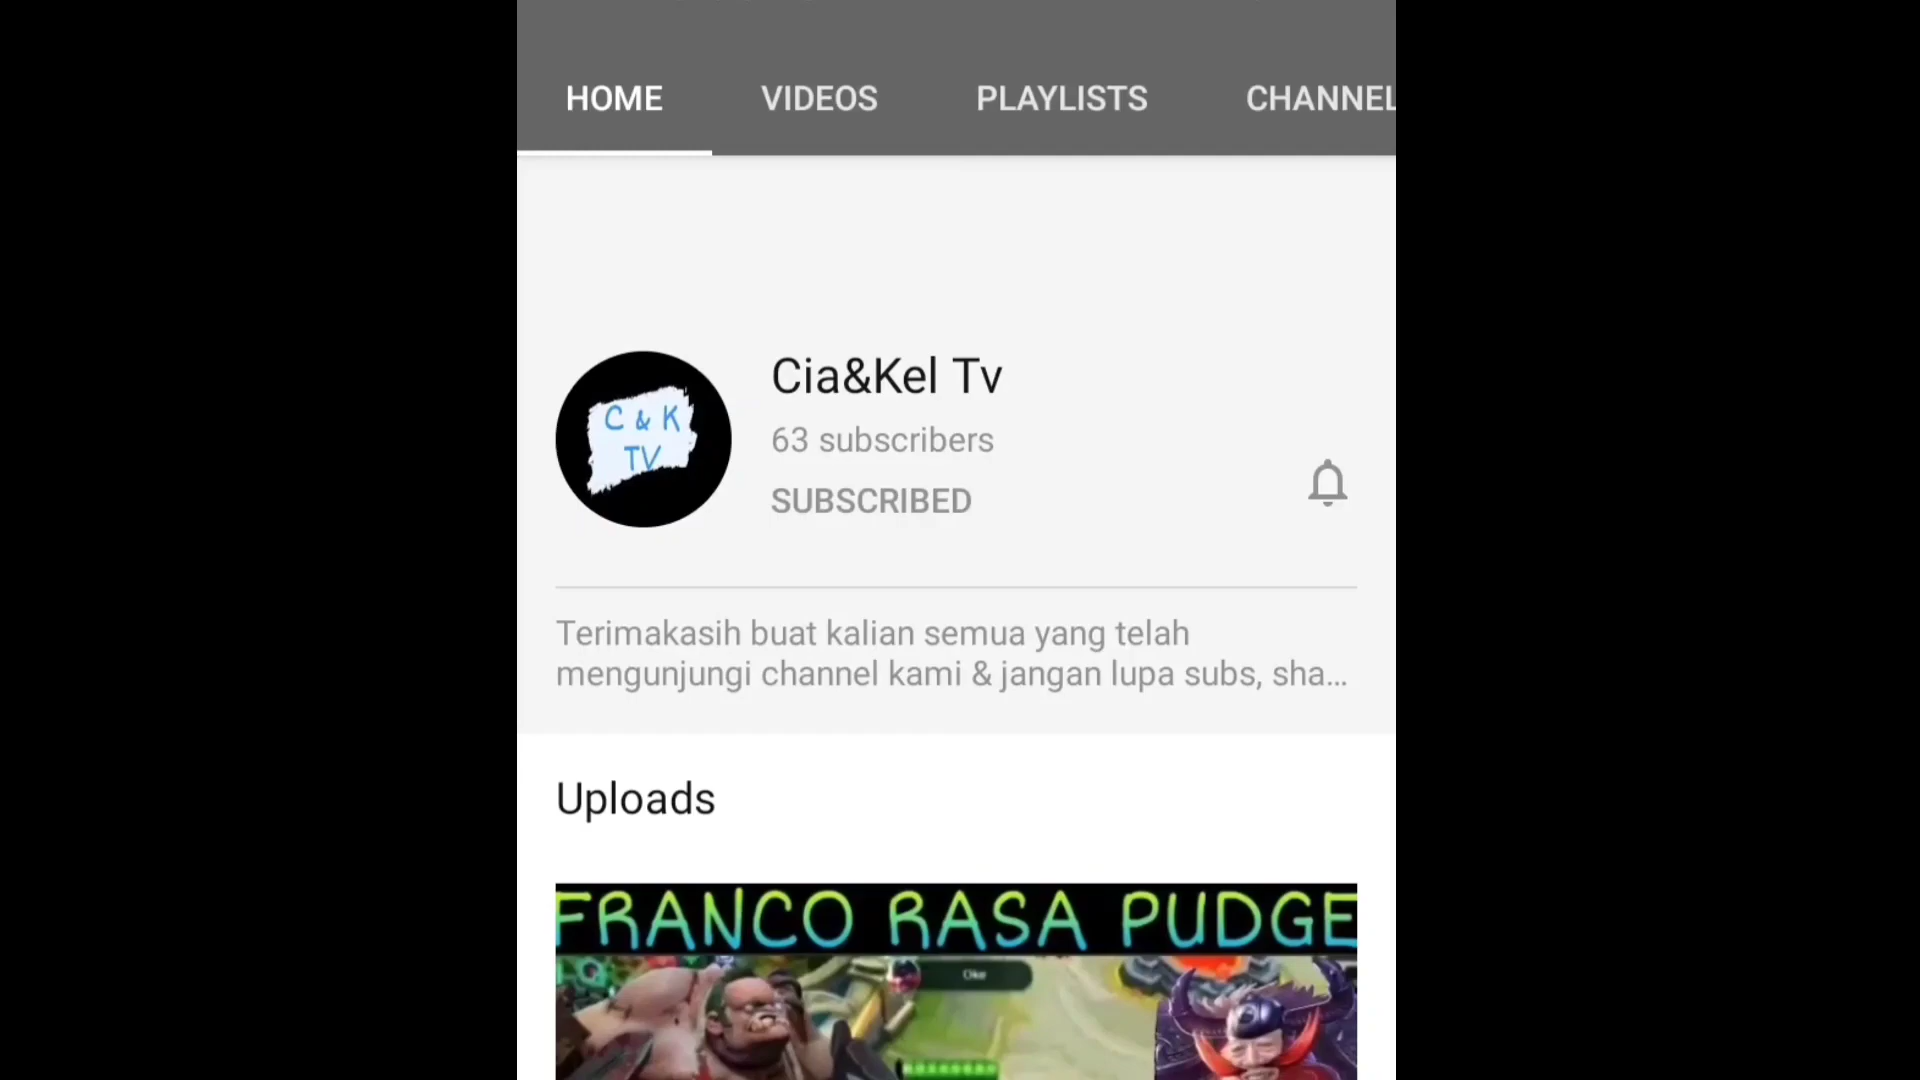 HOME VIDEOS PLAYLISTS CHANNEL
Cia&Kel Tv
C & K
TV
63 subscribers
SUBSCRIBED
Terimakasih buat kalian semua yang telah
mengunjungi channel kami & jangan lupa subs, sha...
Uploads
FRANCO RASA PUDGE
Oke